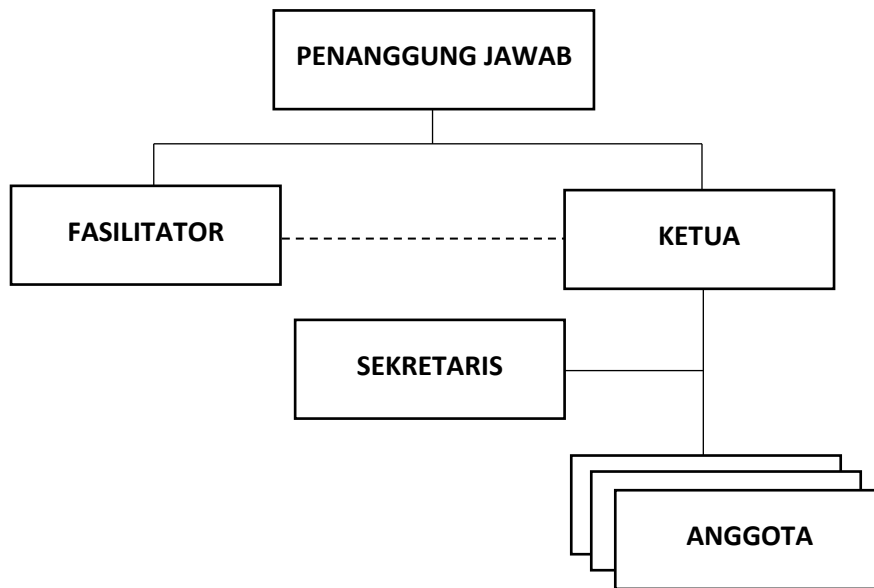 PENANGGUNG JAWAB
FASILITATOR
KETUA
SEKRETARIS
ANGGOTA